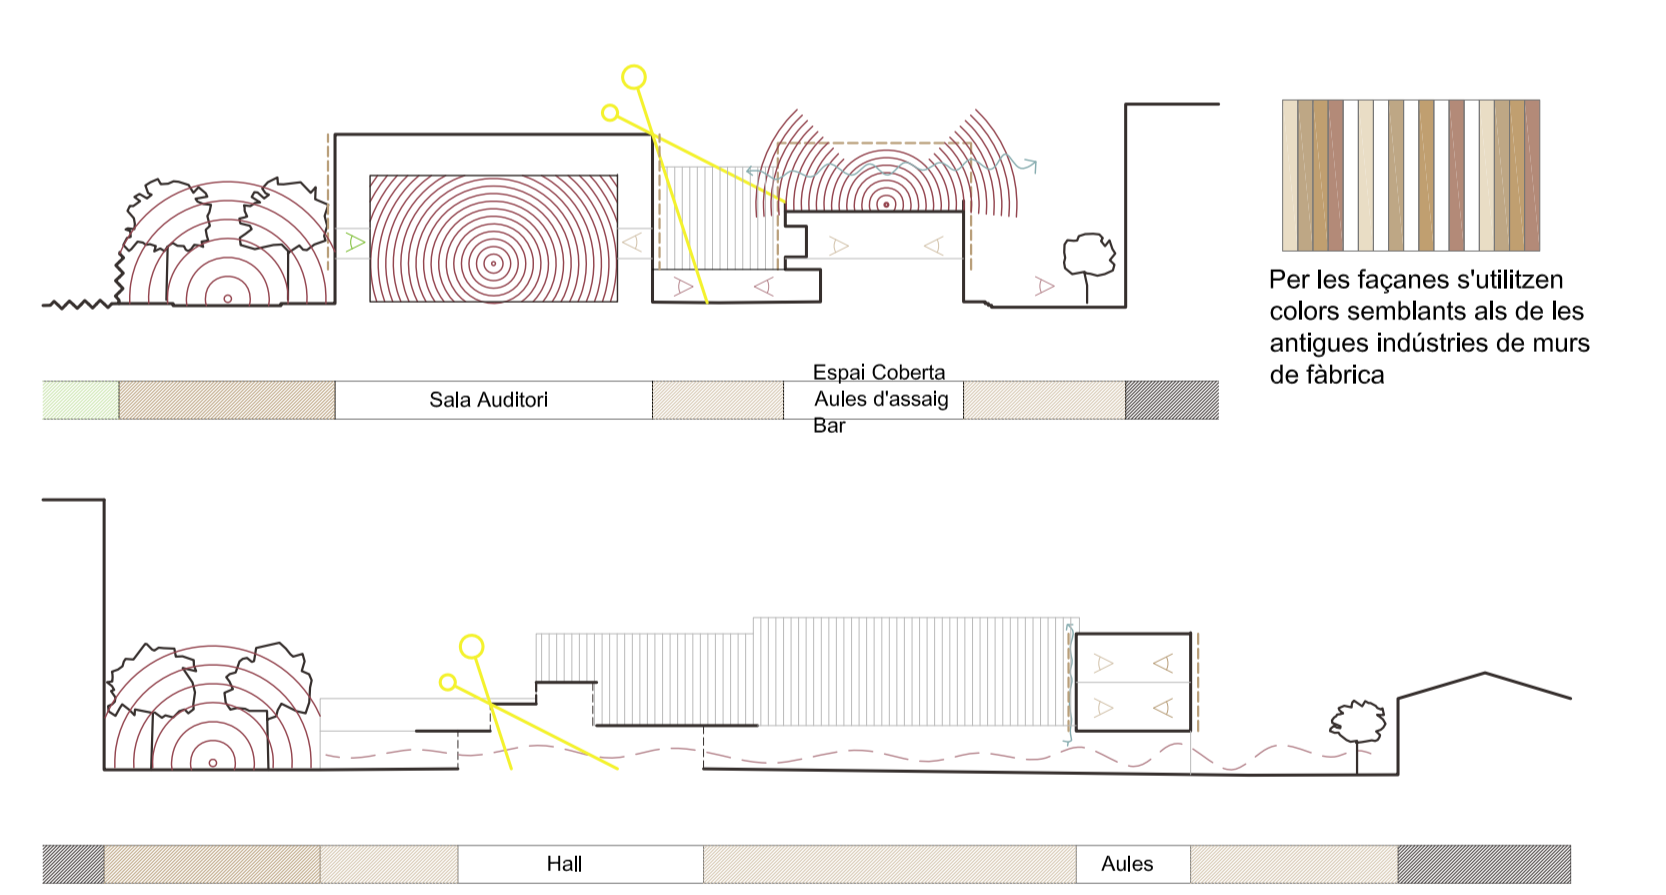 Per les façanes s'utilitzen
colors semblants als de les
antigues indústries de murs
de fàbrica
Sala Auditori
Espai Coberta
Aules d'assaig
Bar
Hall
Aules